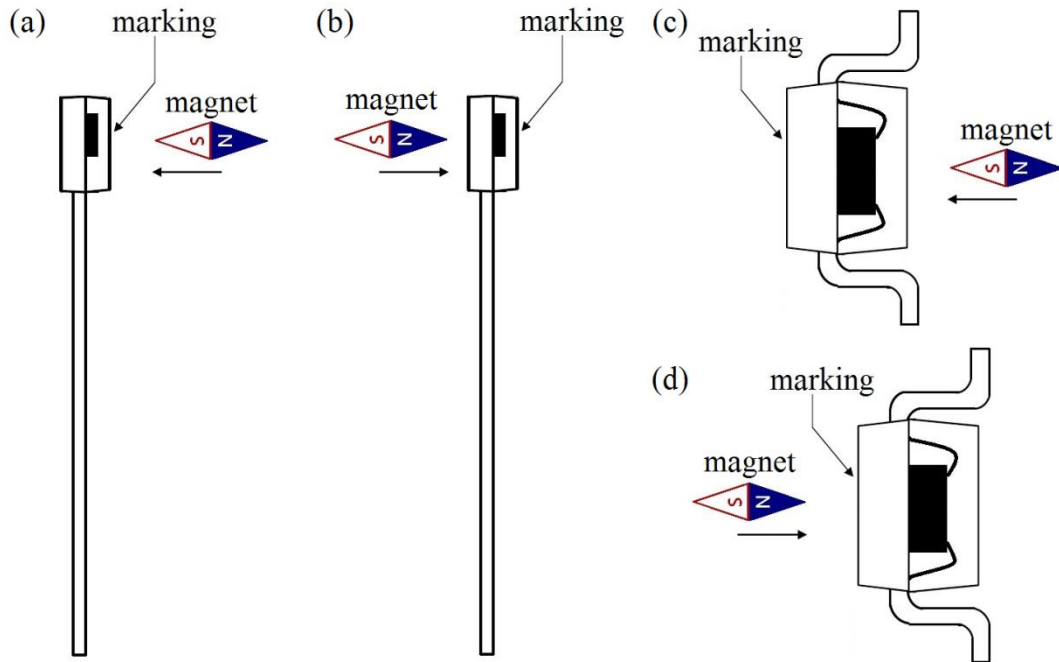 (a)
marking
magnet
S N
(b)
marking
magnet
S N
(c)
marking
magnet
S N
(d)
marking
magnet
S N